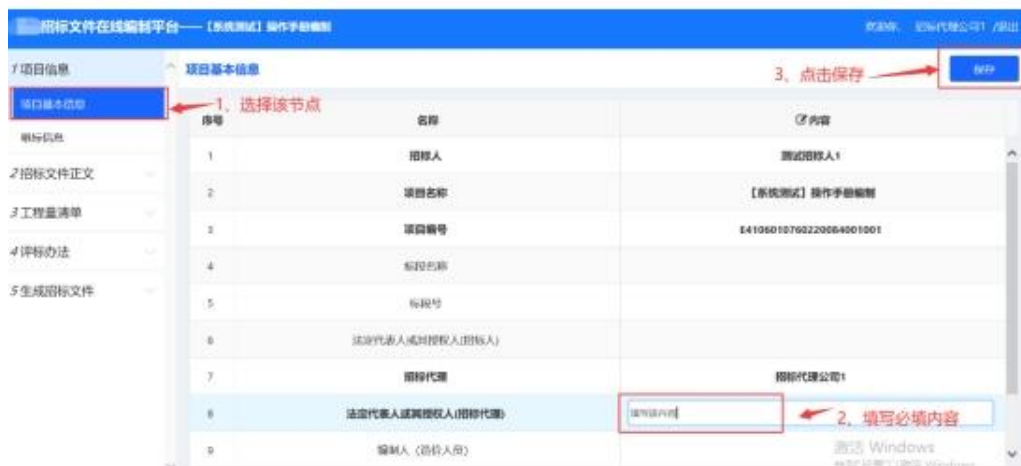 招标文件在线编制平台——【系统测试】操作手册编制
欢迎您， 招标代理公司1 /退出
1项目信息
项目基本信息
3、点击保存
保存
项目基本信息
1、选择该节点
序号 名称 内容
唱标信息
1 招标人 测试招标人1
2招标文件正文
2 项目名称 【系统测试】操作手册编制
3工程量清单
3 项目编号 E4106010760220084001001
4评标办法
4 标段名称
5生成招标文件
5 标段号
6 法定代表人或其授权人(招标人)
7 招标代理 招标代理公司1
8 法定代表人或其授权人(招标代理)
2、填写必填内容
9 编制人（造价人员）
激活 Windows